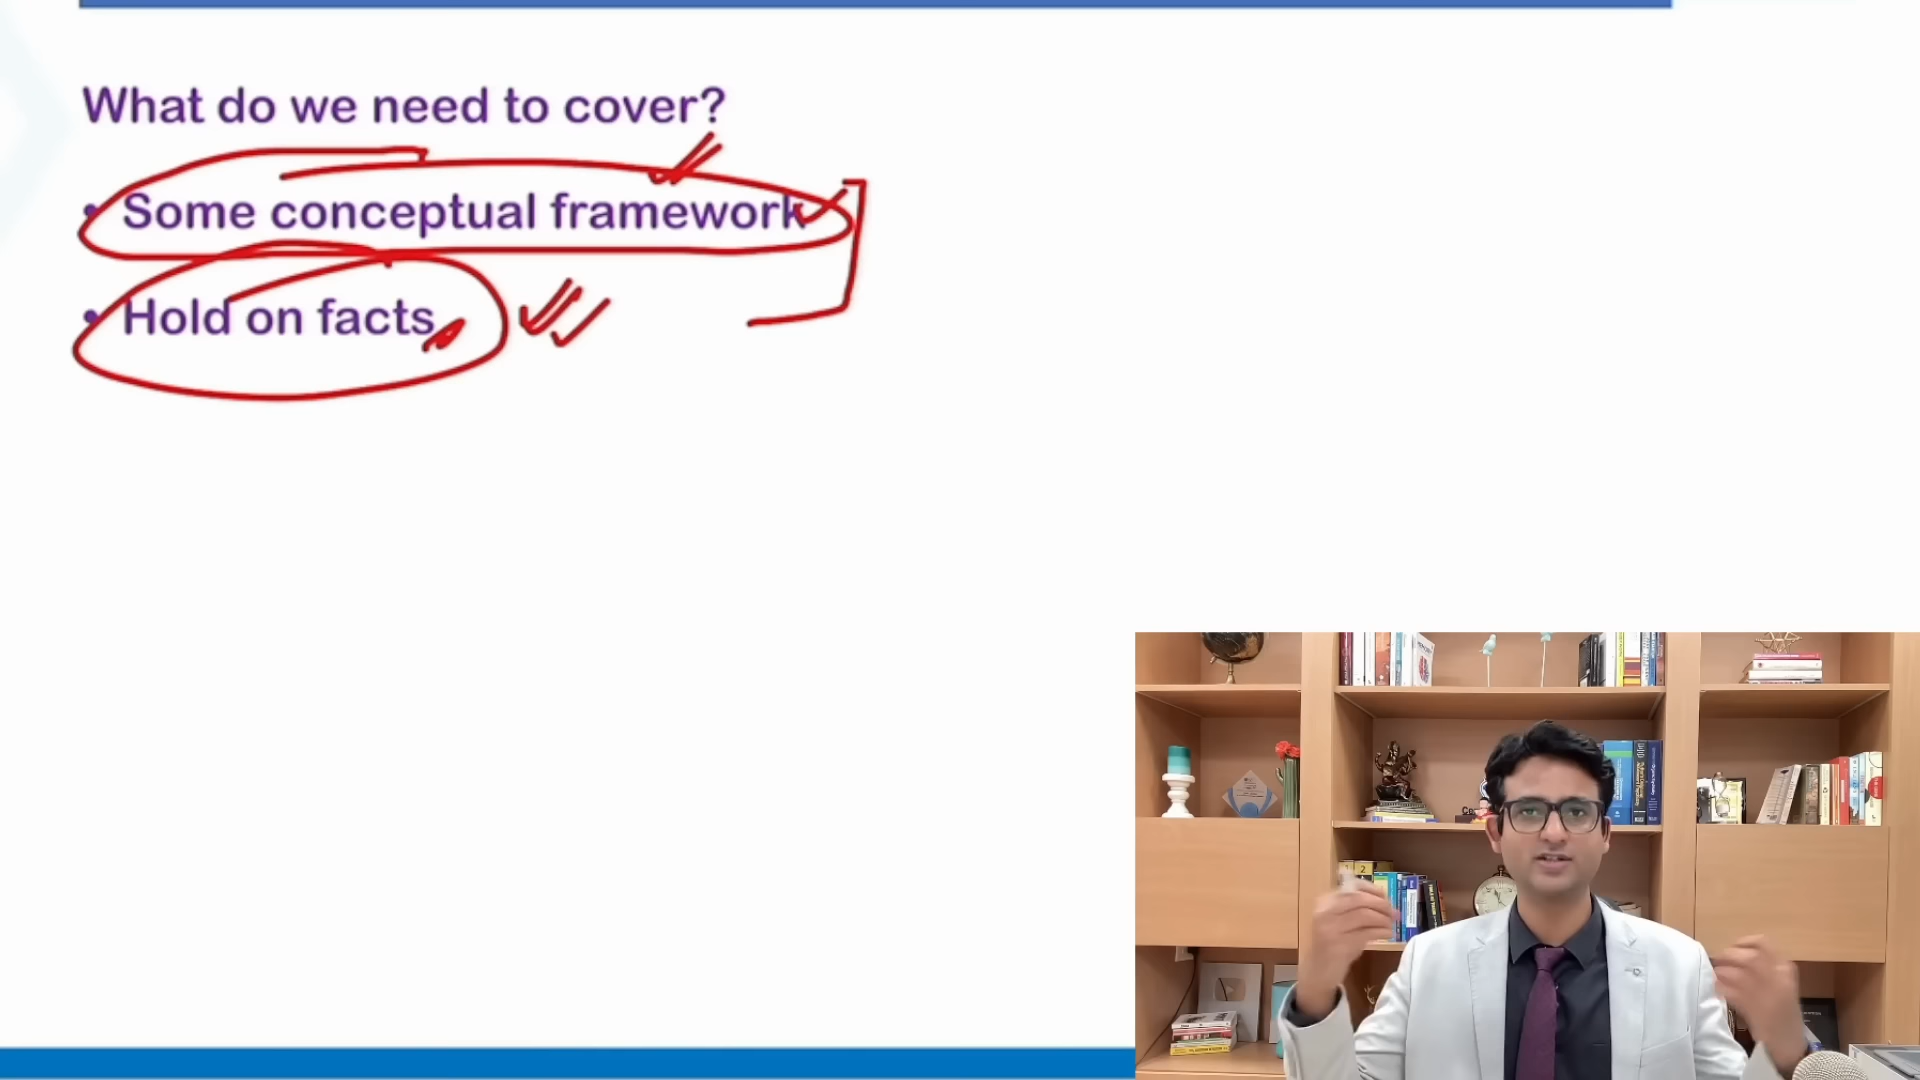 What do we need to cover?
• Some conceptual framework
• Hold on facts